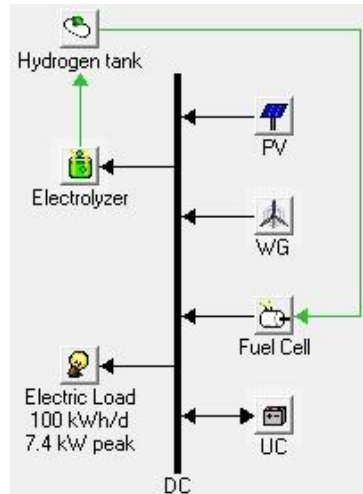 Hydrogen tank
PV
Electrolyzer
WG
Fuel Cell
Electric Load
100 kWh/d
7.4 kW peak
UC
DC